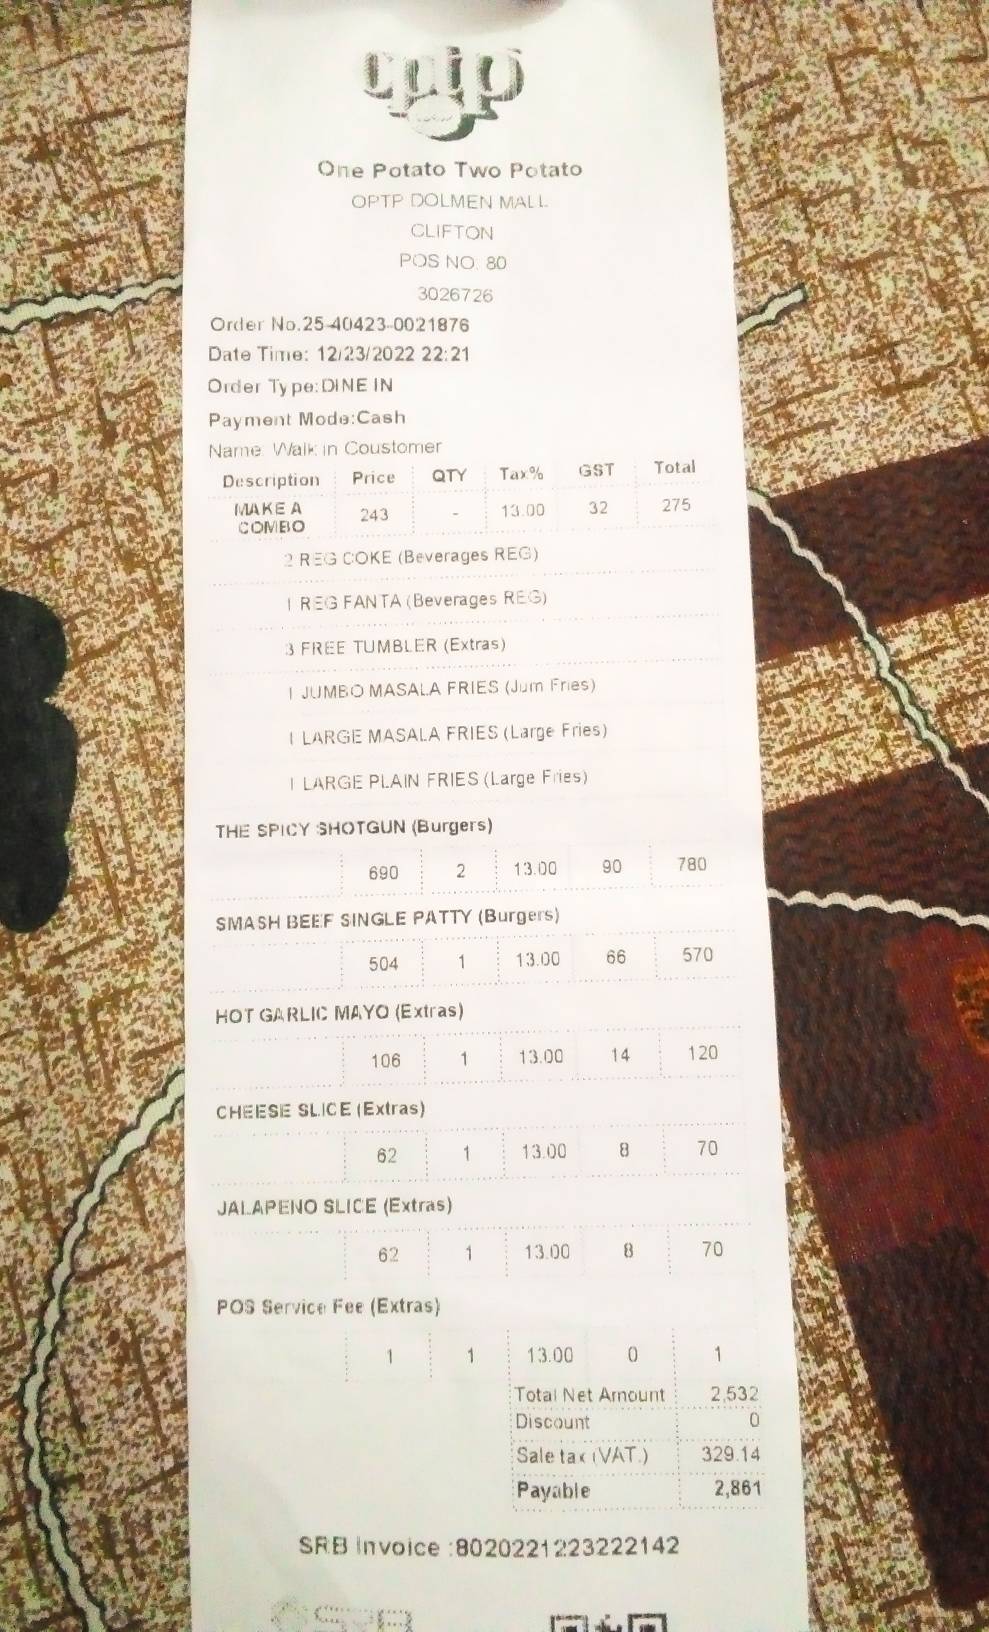 optp
One Potato Two Potato
OPTP DOLMEN MALL
CLIFTON
POS NO. 80
3026726
Order No.25-40423-0021876
Date Time: 12/23/2022 22:21
Order Type:DINE IN
Payment Mode:Cash
Name: Walk in Coustomer
Description Price QTY Tax% GST Total
MAKE A COMBO 243 - 13.00 32 275
2 REG COKE (Beverages REG)
1 REG FANTA (Beverages REG)
3 FREE TUMBLER (Extras)
1 JUMBO MASALA FRIES (Jum Fries)
1 LARGE MASALA FRIES (Large Fries)
1 LARGE PLAIN FRIES (Large Fries)
THE SPICY SHOTGUN (Burgers)
690 2 13.00 90 780
SMASH BEEF SINGLE PATTY (Burgers)
504 1 13.00 66 570
HOT GARLIC MAYO (Extras)
106 1 13.00 14 120
CHEESE SLICE (Extras)
62 1 13.00 8 70
JALAPENO SLICE (Extras)
62 1 13.00 8 70
POS Service Fee (Extras)
1 1 13.00 0 1
Total Net Amount 2,532
Discount 0
Sale tax (VAT.) 329.14
Payable 2,861
SRB Invoice :8020221223222142